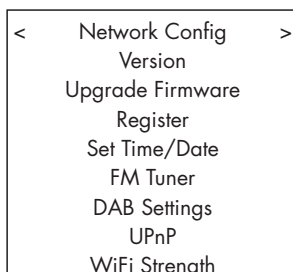 < Network Config >
Version
Upgrade Firmware
Register
Set Time/Date
FM Tuner
DAB Settings
UPnP
WiFi Strength